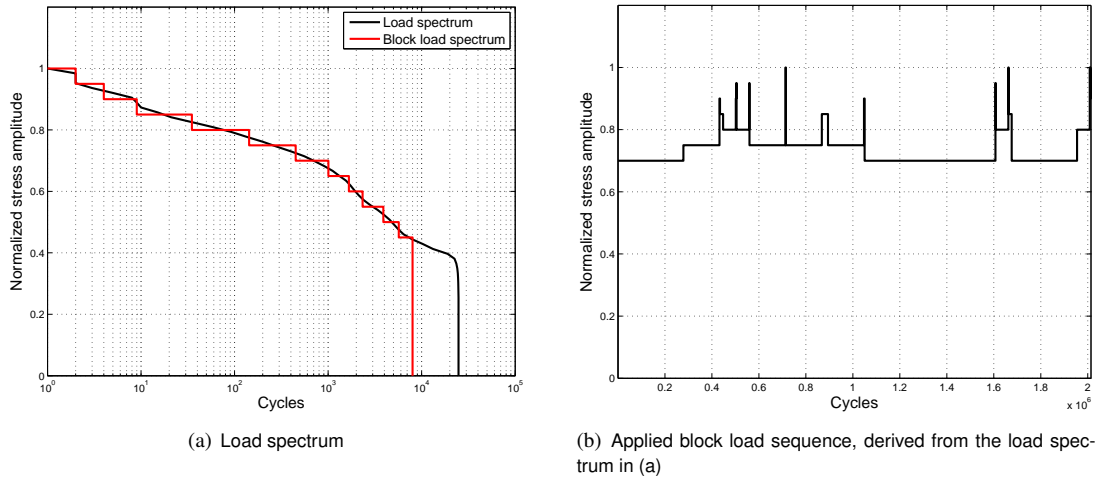 Load spectrum
Block load spectrum
1
0.8
0.6
0.4
0.2
0
10^0 10^1 10^2 10^3 10^4 10^5
Normalized stress amplitude
Cycles
(a) Load spectrum
1
0.8
0.6
0.4
0.2
0
0.2 0.4 0.6 0.8 1 1.2 1.4 1.6 1.8 2
x 10^6
Normalized stress amplitude
Cycles
(b) Applied block load sequence, derived from the load spec-
trum in (a)